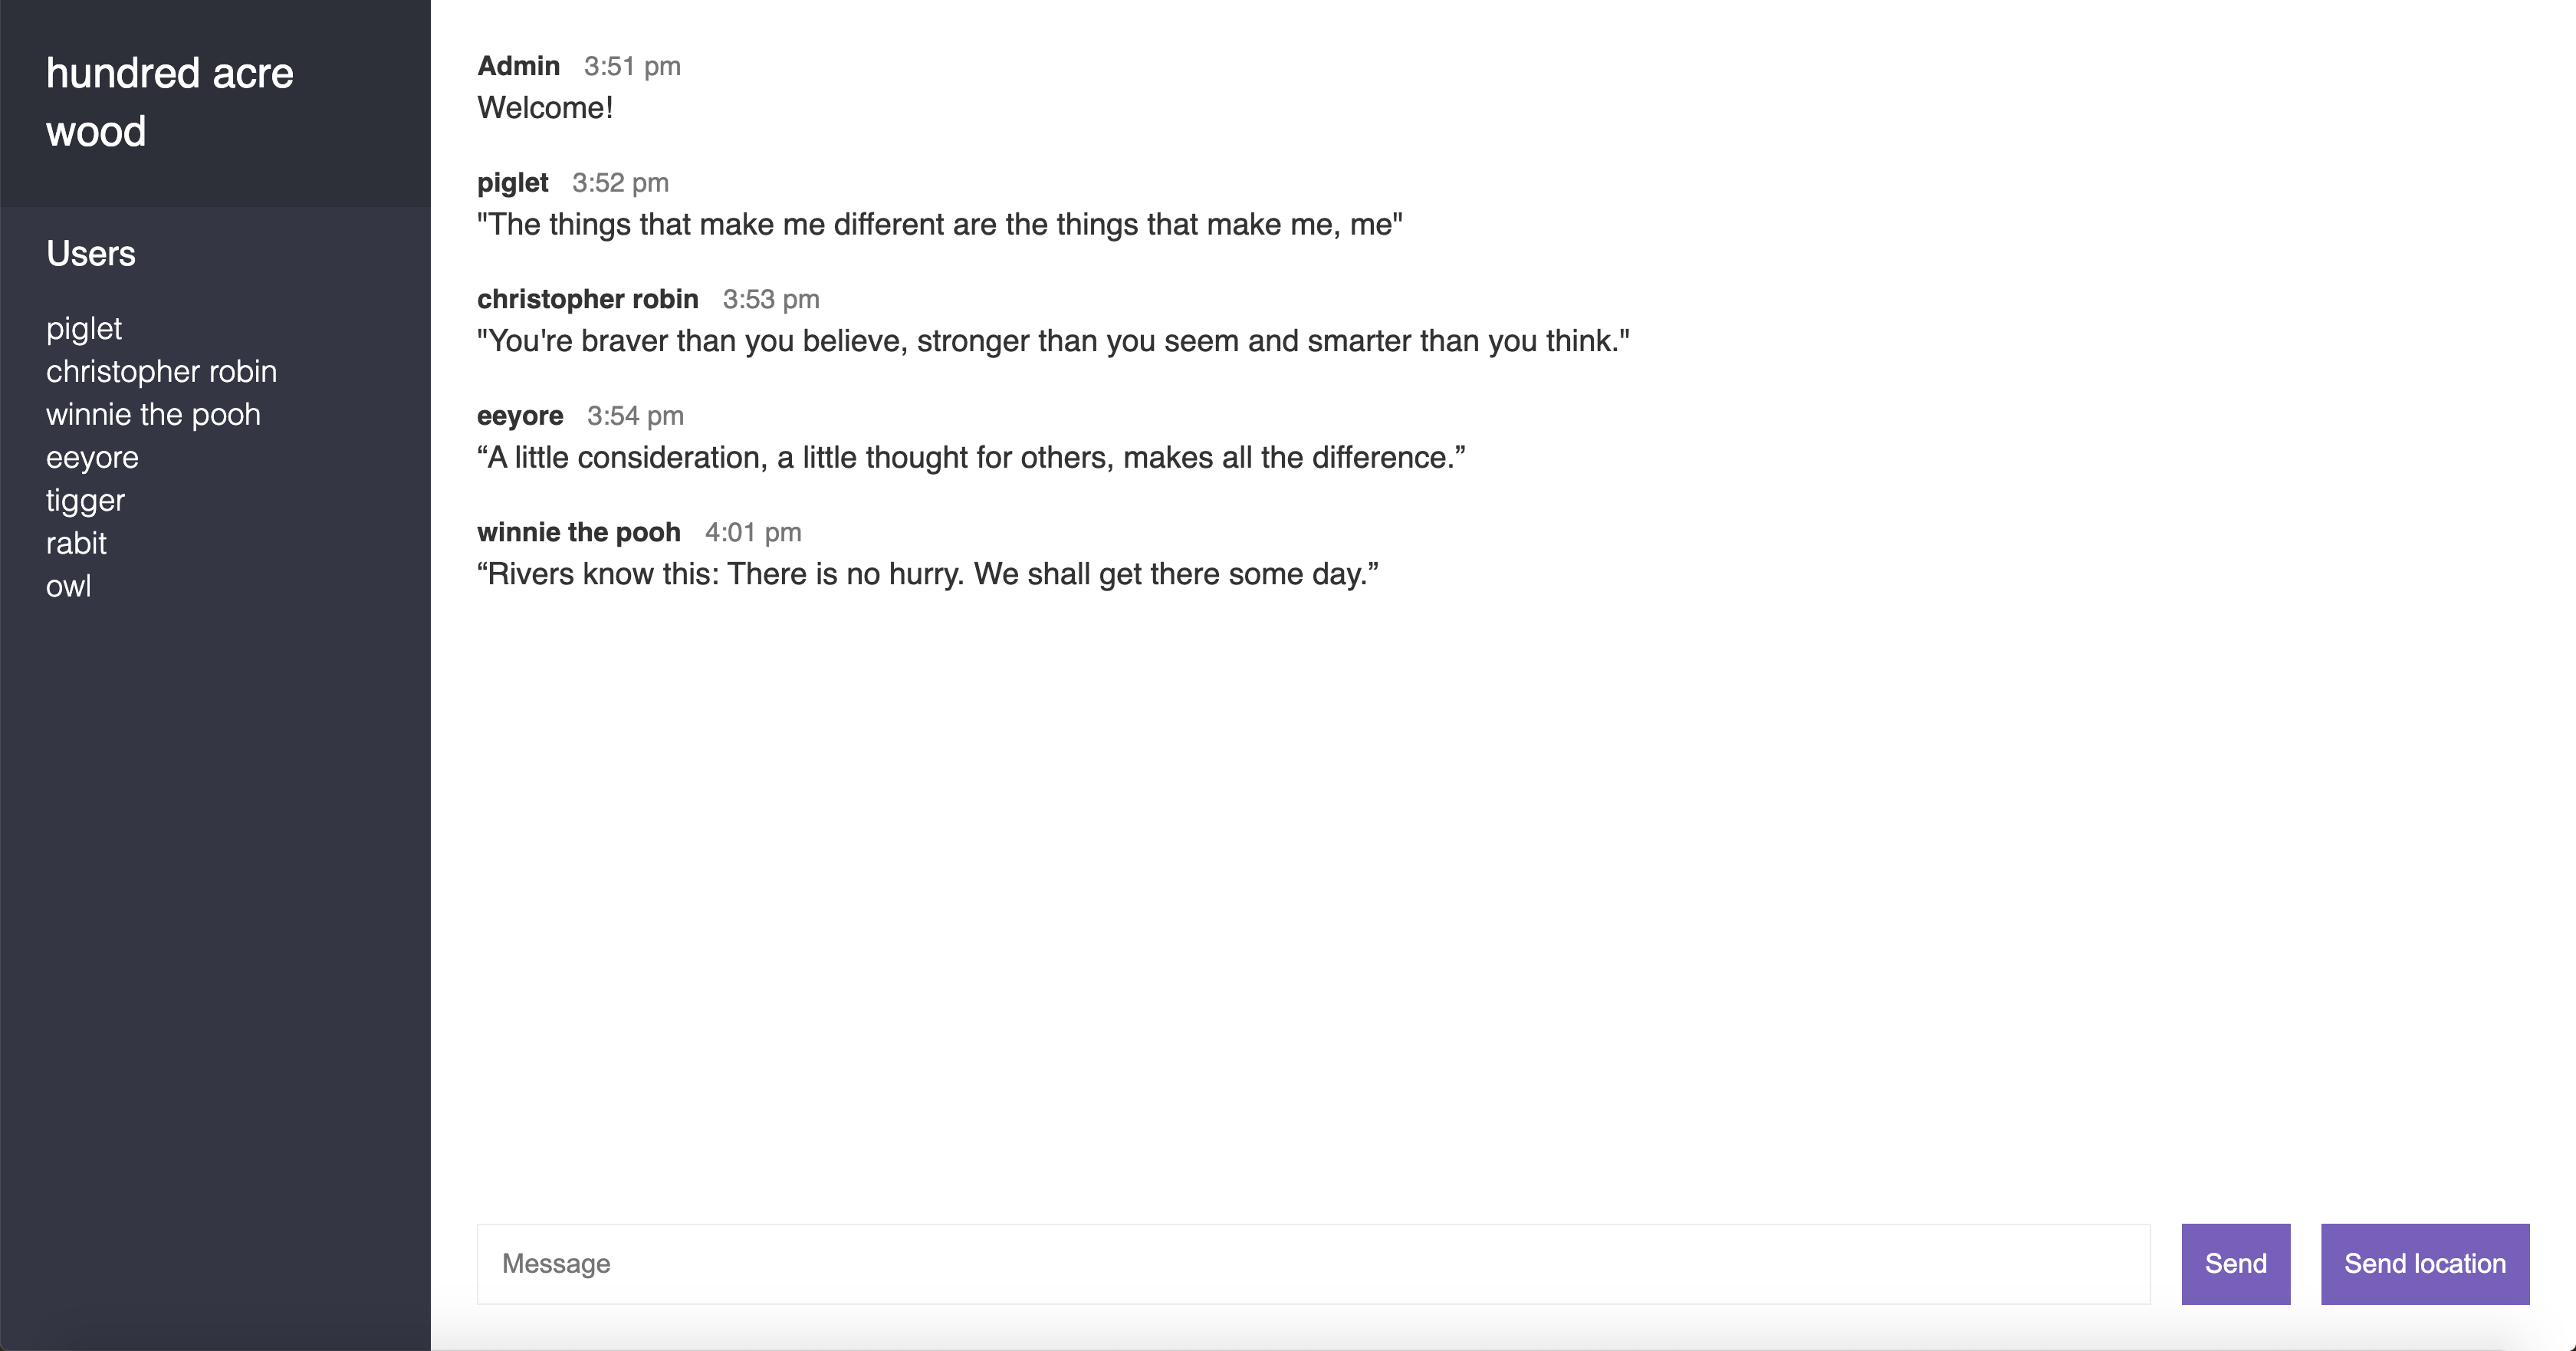 hundred acre
wood
Users
piglet
christopher robin
winnie the pooh
eeyore
tigger
rabit
owl
Admin 3:51 pm
Welcome!
piglet 3:52 pm
"The things that make me different are the things that make me, me"
christopher robin 3:53 pm
"You're braver than you believe, stronger than you seem and smarter than you think."
eeyore 3:54 pm
“A little consideration, a little thought for others, makes all the difference.”
winnie the pooh 4:01 pm
“Rivers know this: There is no hurry. We shall get there some day.”
Message
Send
Send location